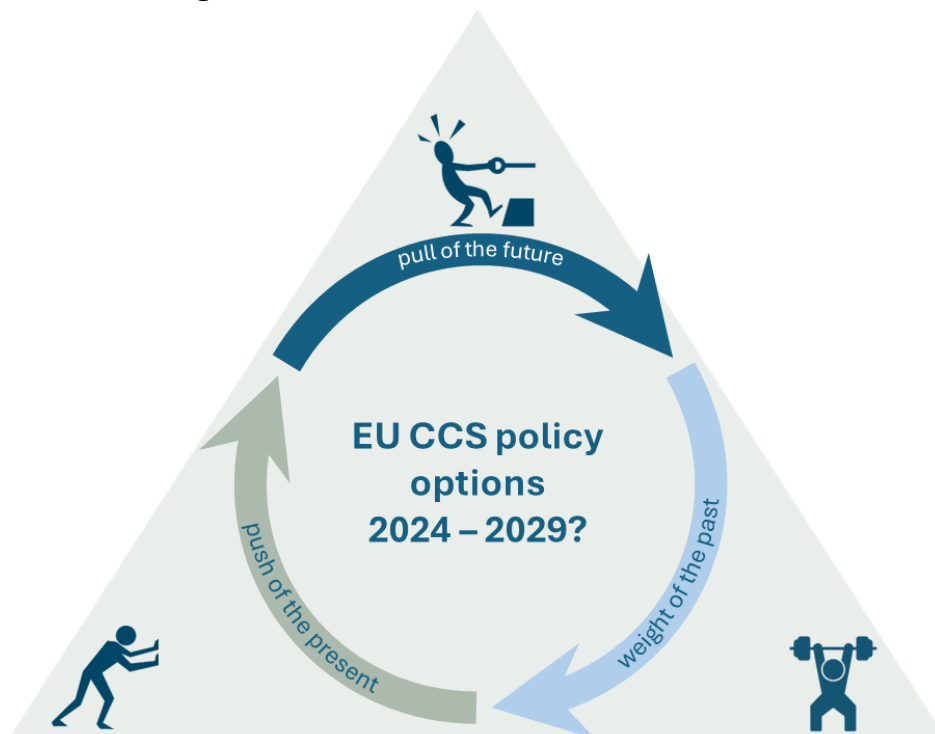 pull of the future
EU CCS policy
options
2024 – 2029?
weight of the past
push of the present